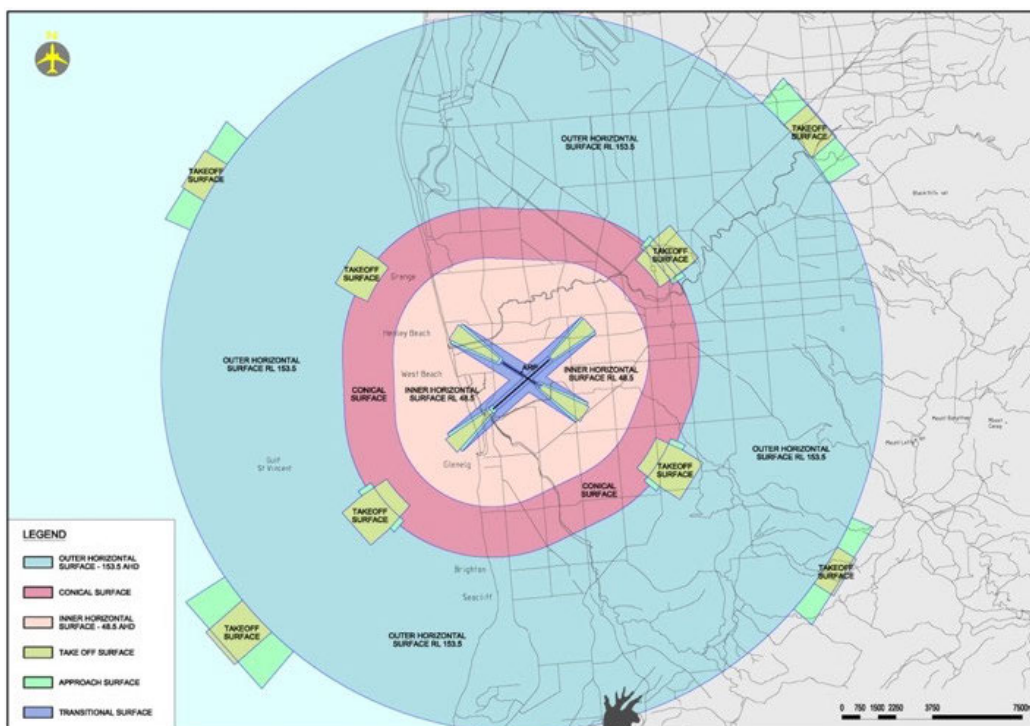 N
OUTER HORIZONTAL
SURFACE RL 153.5
TAKEOFF
SURFACE
TAKEOFF
SURFACE
TAKEOFF
SURFACE
TAKEOFF
SURFACE
Grange
Henley Beach
West Beach
ARP
OUTER HORIZONTAL
SURFACE RL 153.5
CONICAL
SURFACE
INNER HORIZONTAL
SURFACE RL 48.5
INNER HORIZONTAL
SURFACE RL 48.5
Mount Lofty
OUTER HORIZONTAL
SURFACE RL 153.5
Gulf
St Vincent
Glenelg
TAKEOFF
SURFACE
CONICAL
SURFACE
TAKEOFF
SURFACE
Brighton
Seacliff
TAKEOFF
SURFACE
TAKEOFF
SURFACE
OUTER HORIZONTAL
SURFACE RL 153.5
LEGEND
OUTER HORIZONTAL
SURFACE - 153.5 AHD
CONICAL SURFACE
INNER HORIZONTAL
SURFACE - 48.5 AHD
TAKE OFF SURFACE
APPROACH SURFACE
TRANSITIONAL SURFACE
0 750 1500 2250 3750 7500